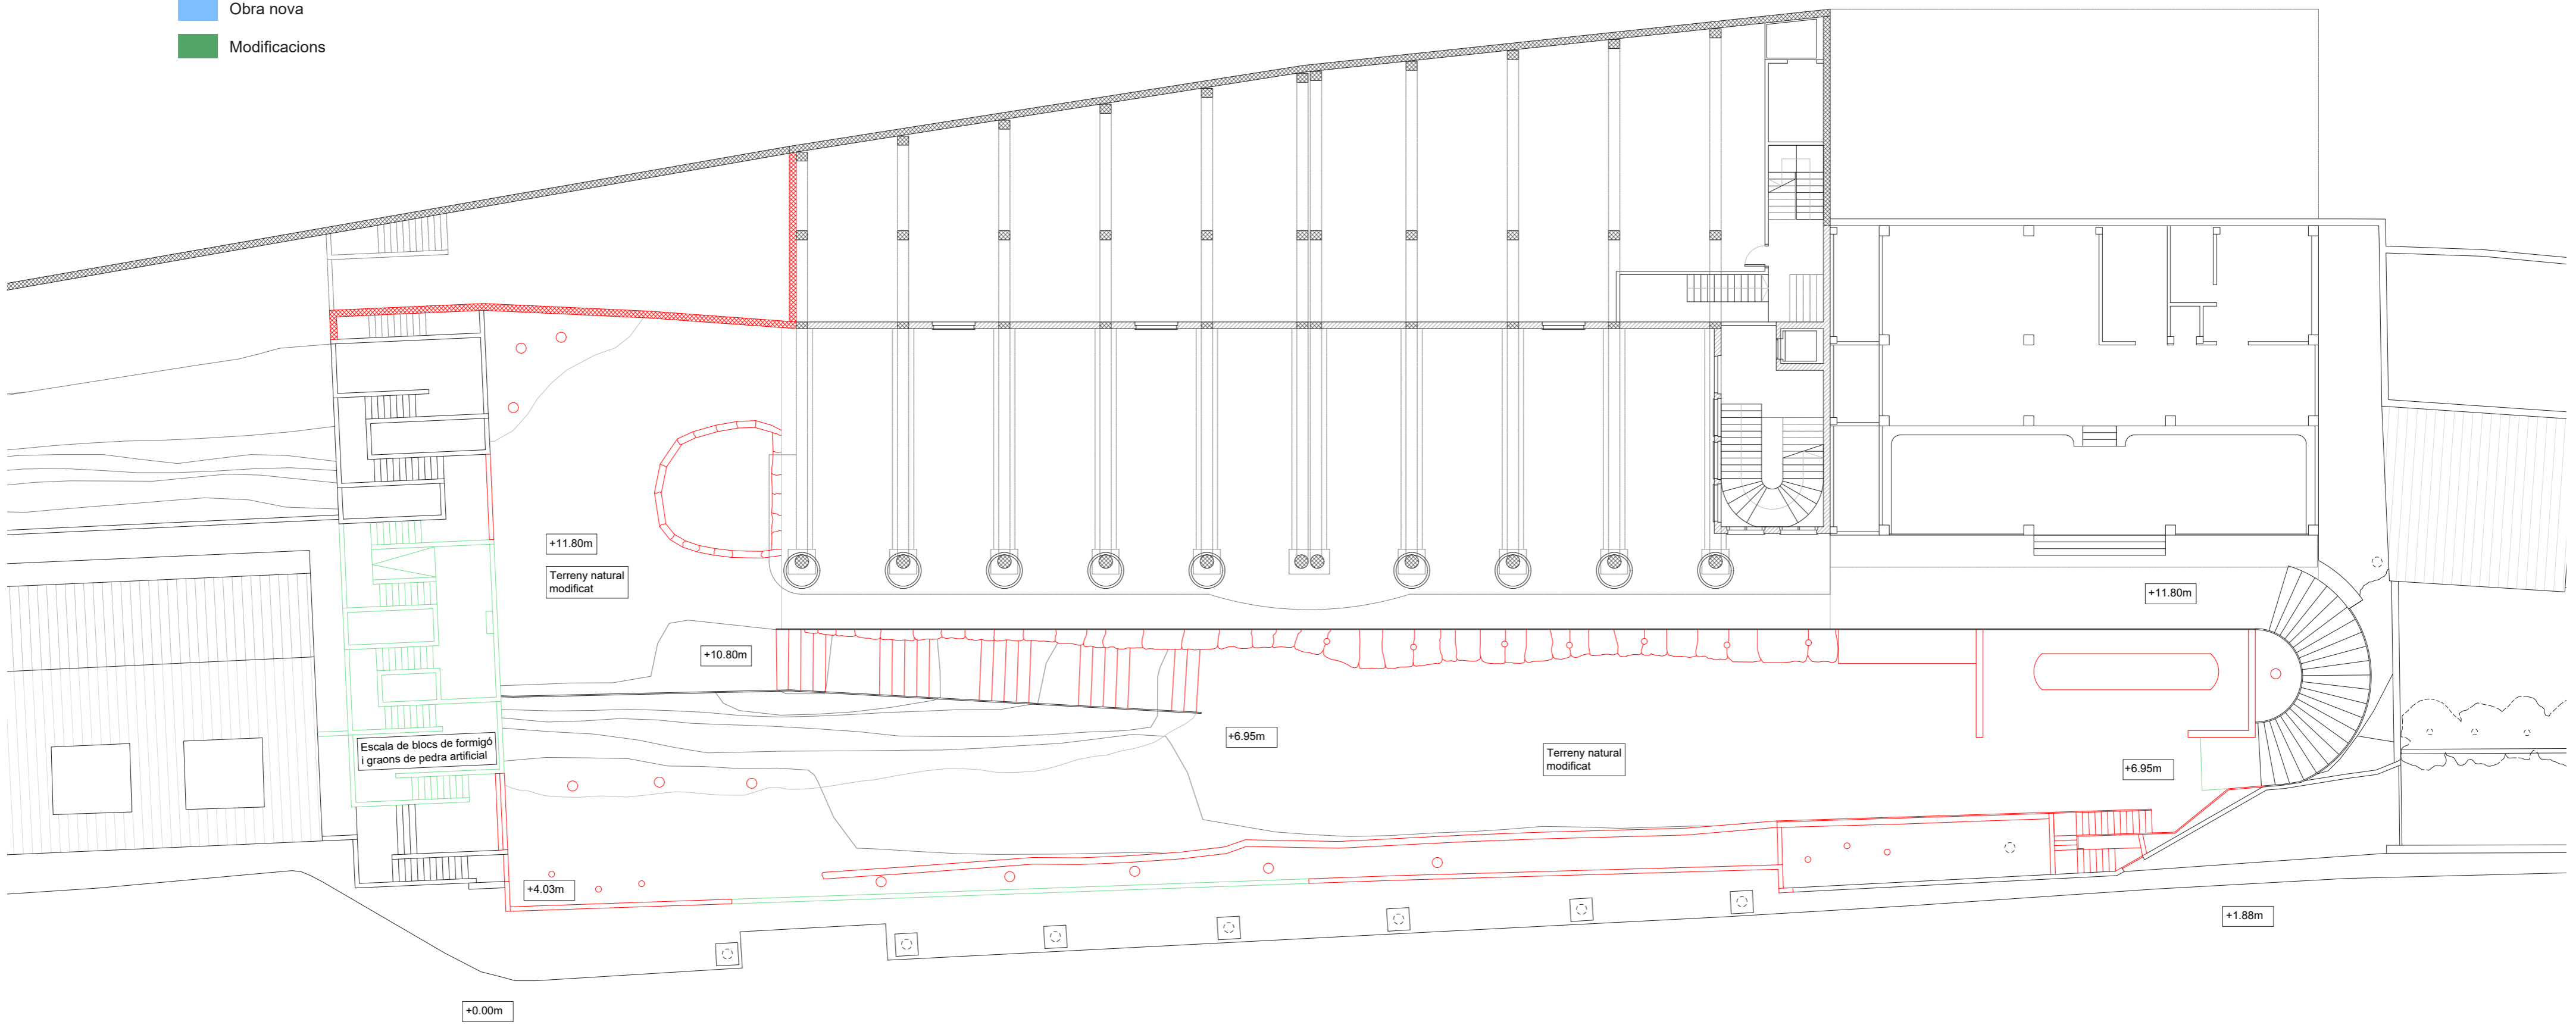 Obra nova
Modificacions
+11.80m
Terreny natural
modificat
+11.80m
+10.80m
+6.95m
Escala de blocs de formigó
i graons de pedra artificial
Terreny natural
modificat
+6.95m
+4.03m
+1.88m
+0.00m